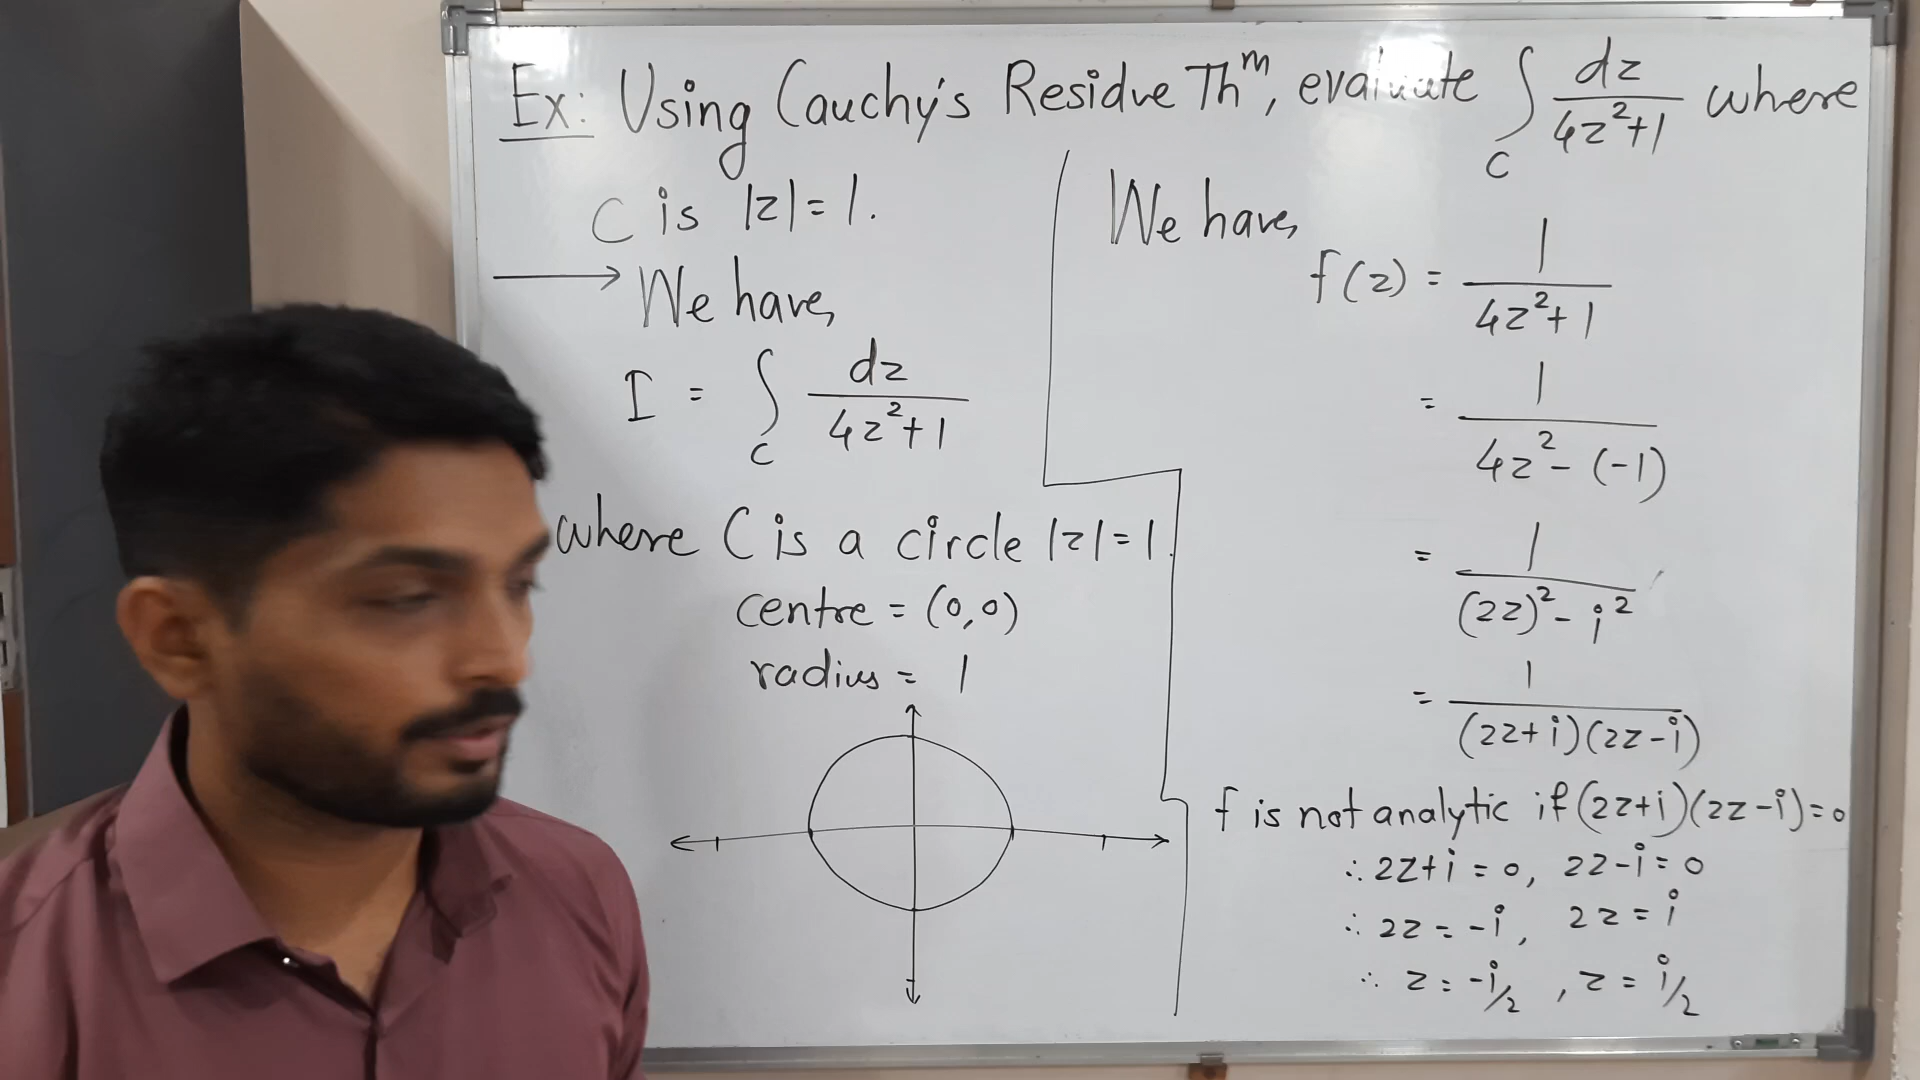 Ex: Using Cauchy's Residue Thᵐ, evaluate ∫_C dz/(4z²+1) where
C is |z|=1.
→ We have,
I = ∫_C dz/(4z²+1)
where C is a circle |z|=1.
centre = (0,0)
radius = 1
We have,
f(z) = 1/(4z²+1)
= 1/(4z²-(-1))
= 1/((2z)²-i²)
= 1/((2z+i)(2z-i))
f is not analytic if (2z+i)(2z-i)=0
∴ 2z+i=0, 2z-i=0
∴ 2z=-i, 2z=i
∴ z=-i/2, z=i/2